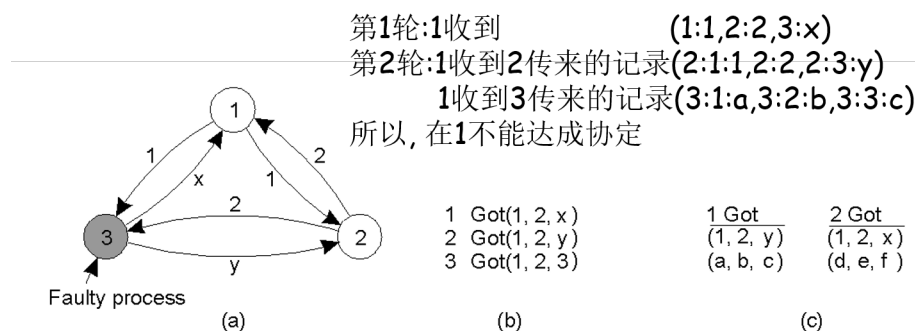 第1轮:1收到 (1:1,2:2,3:x)
第2轮:1收到2传来的记录(2:1:1,2:2,2:3:y)
1收到3传来的记录(3:1:a,3:2:b,3:3:c)
所以, 在1不能达成协定
1
1
2
x
1
2
3
2
y
Faulty process
(a)
1 Got(1, 2, x)
2 Got(1, 2, y)
3 Got(1, 2, 3)
(b)
1 Got 2 Got
(1, 2, y) (1, 2, x)
(a, b, c) (d, e, f )
(c)